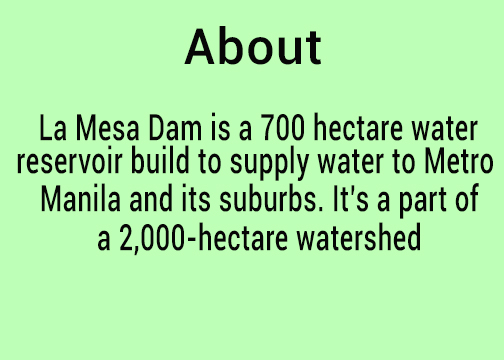 About
La Mesa Dam is a 700 hectare water
reservoir build to supply water to Metro
Manila and its suburbs. It's a part of
a 2,000-hectare watershed